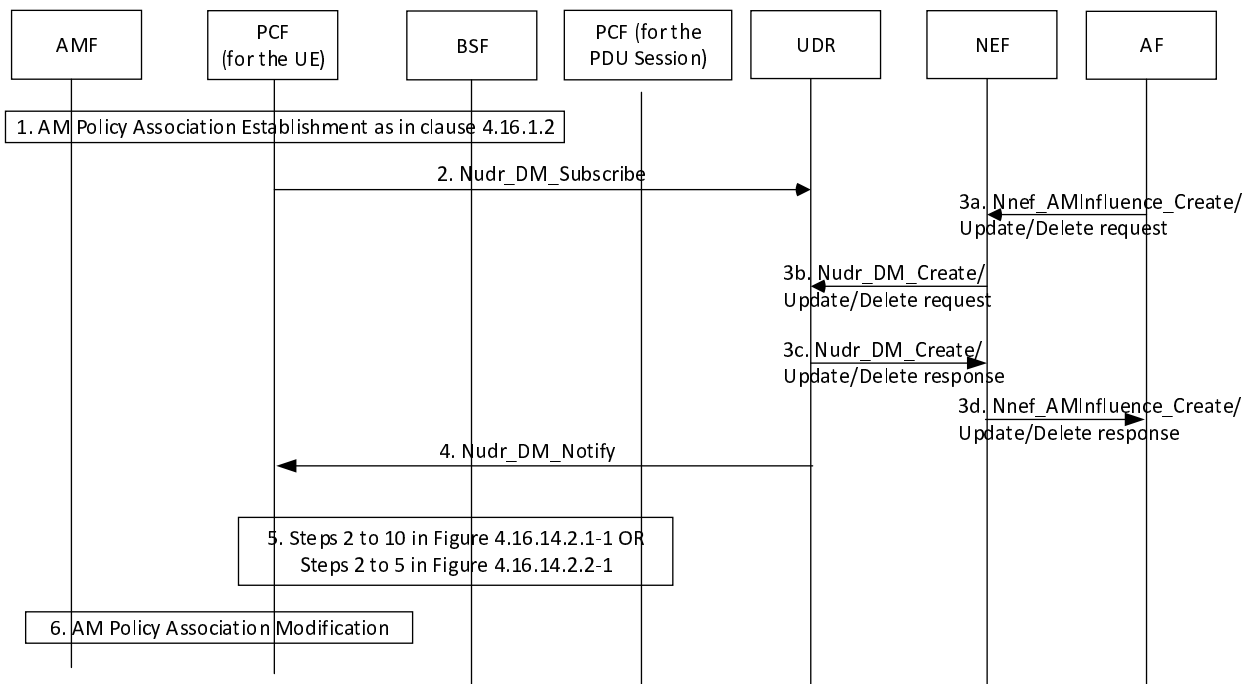 AMF
PCF
(for the UE)
BSF
PCF (for the
PDU Session)
UDR
NEF
AF
1. AM Policy Association Establishment as in clause 4.16.1.2
2. Nudr_DM_Subscribe
3a. Nnef_AMInfluence_Create/
Update/Delete request
3b. Nudr_DM_Create/
Update/Delete request
3c. Nudr_DM_Create/
Update/Delete response
3d. Nnef_AMInfluence_Create/
Update/Delete response
4. Nudr_DM_Notify
5. Steps 2 to 10 in Figure 4.16.14.2.1-1 OR
Steps 2 to 5 in Figure 4.16.14.2.2-1
6. AM Policy Association Modification